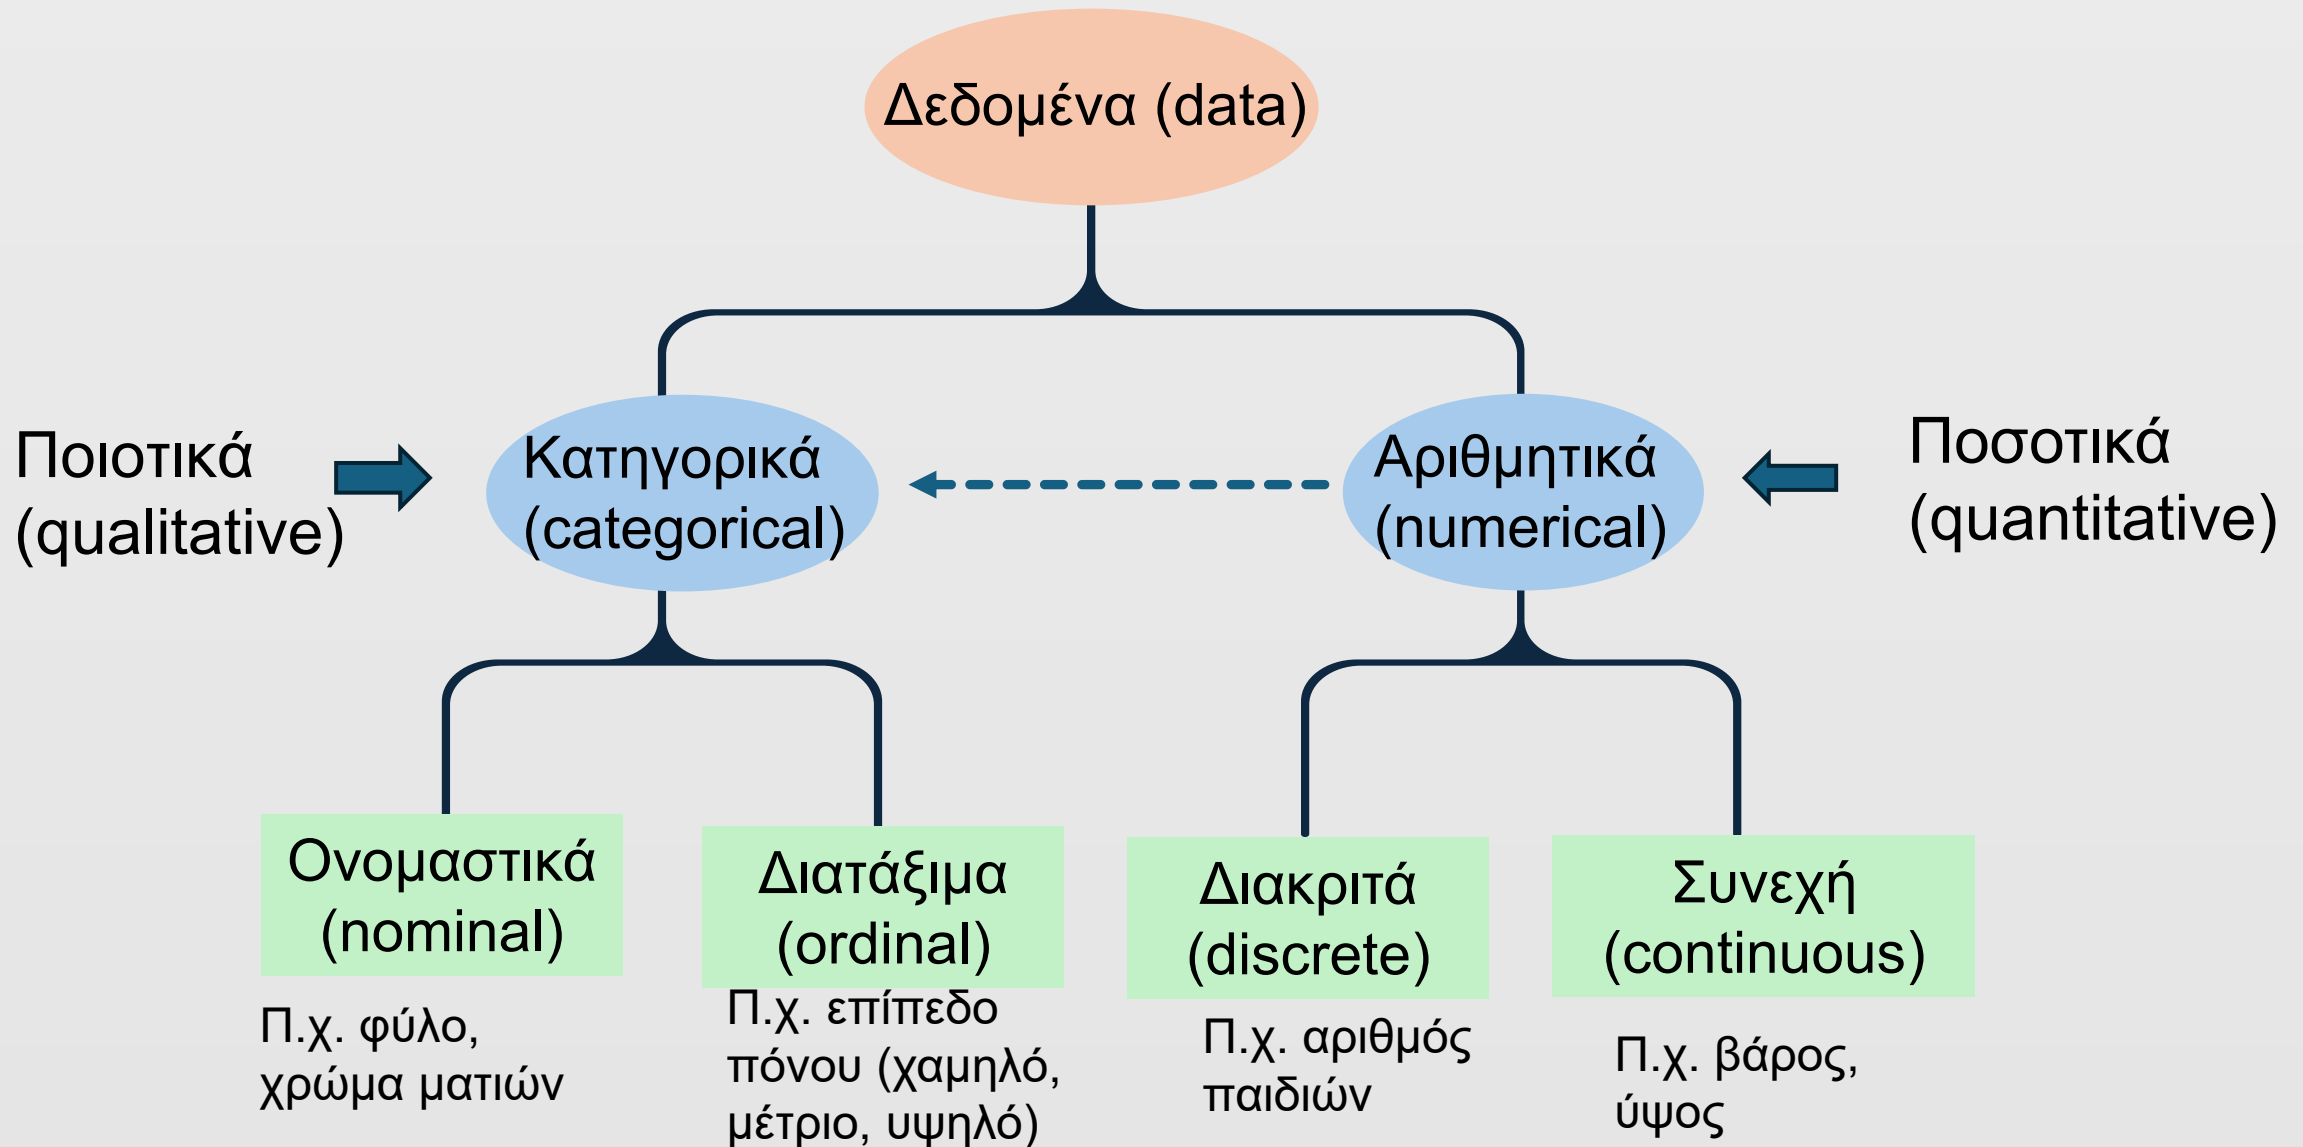 Δεδομένα (data)
Ποιοτικά
(qualitative)
Κατηγορικά
(categorical)
Αριθμητικά
(numerical)
Ποσοτικά
(quantitative)
Ονομαστικά
(nominal)
Π.χ. φύλο,
χρώμα ματιών
Διατάξιμα
(ordinal)
Π.χ. επίπεδο
πόνου (χαμηλό,
μέτριο, υψηλό)
Διακριτά
(discrete)
Π.χ. αριθμός
παιδιών
Συνεχή
(continuous)
Π.χ. βάρος,
ύψος